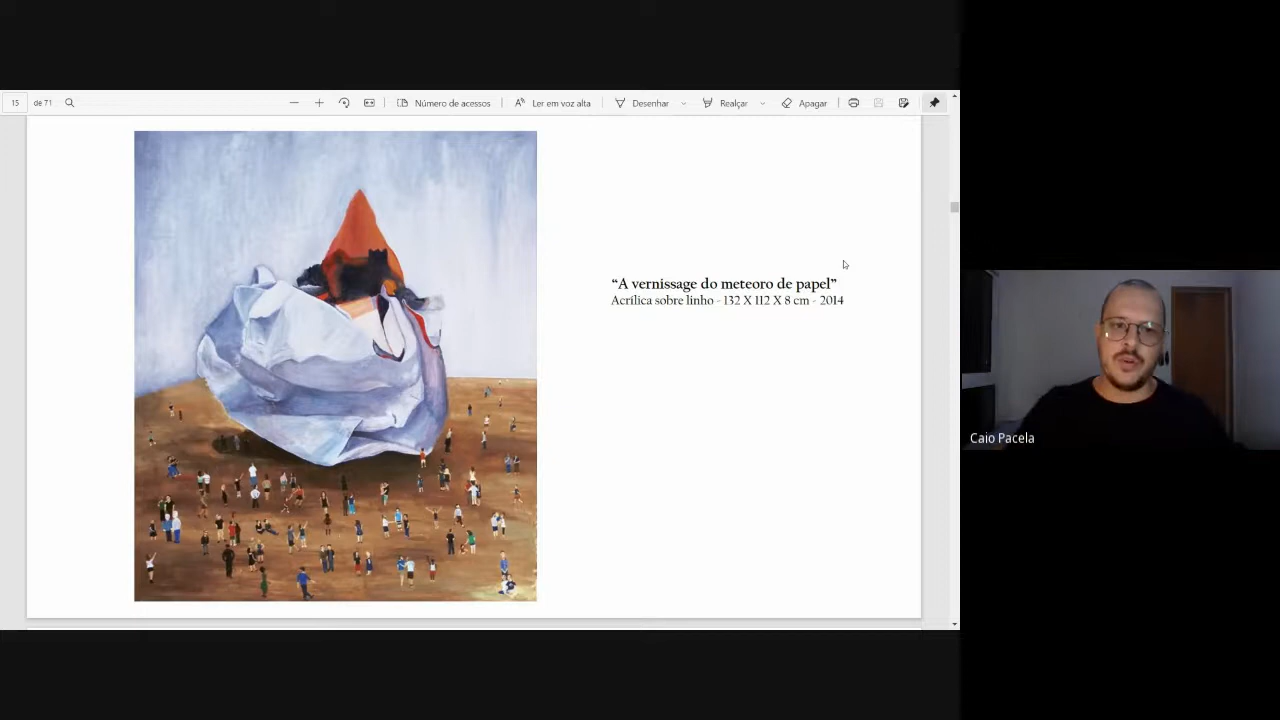 15 de 71 Número de acessos Ler em voz alta Desenhar Realçar Apagar
“A vernissage do meteoro de papel”
Acrílica sobre linho - 132 X 112 X 8 cm - 2014
Caio Pacela